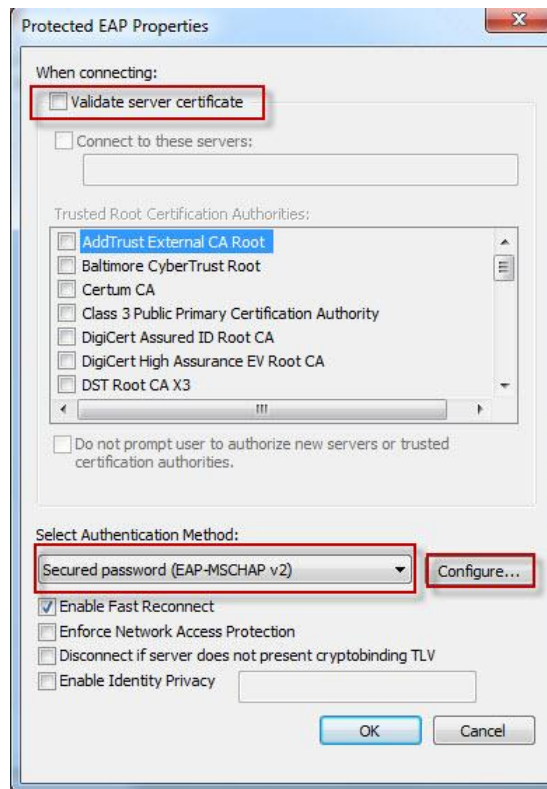 Protected EAP Properties
When connecting:
Validate server certificate
Connect to these servers:
Trusted Root Certification Authorities:
AddTrust External CA Root
Baltimore CyberTrust Root
Certum CA
Class 3 Public Primary Certification Authority
DigiCert Assured ID Root CA
DigiCert High Assurance EV Root CA
DST Root CA X3
Do not prompt user to authorize new servers or trusted
certification authorities.
Select Authentication Method:
Secured password (EAP-MSCHAP v2) Configure...
Enable Fast Reconnect
Enforce Network Access Protection
Disconnect if server does not present cryptobinding TLV
Enable Identity Privacy
OK Cancel